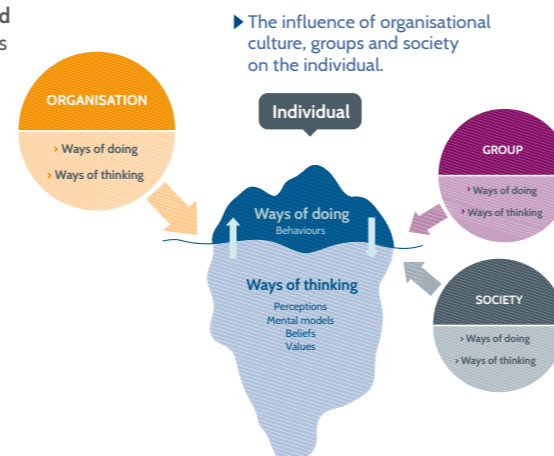 d
s
The influence of organisational
culture, groups and society
on the individual.
Individual
ORGANISATION
› Ways of doing
› Ways of thinking
GROUP
› Ways of doing
› Ways of thinking
Ways of doing
Behaviours
Ways of thinking
Perceptions
Mental models
Beliefs
Values
SOCIETY
› Ways of doing
› Ways of thinking